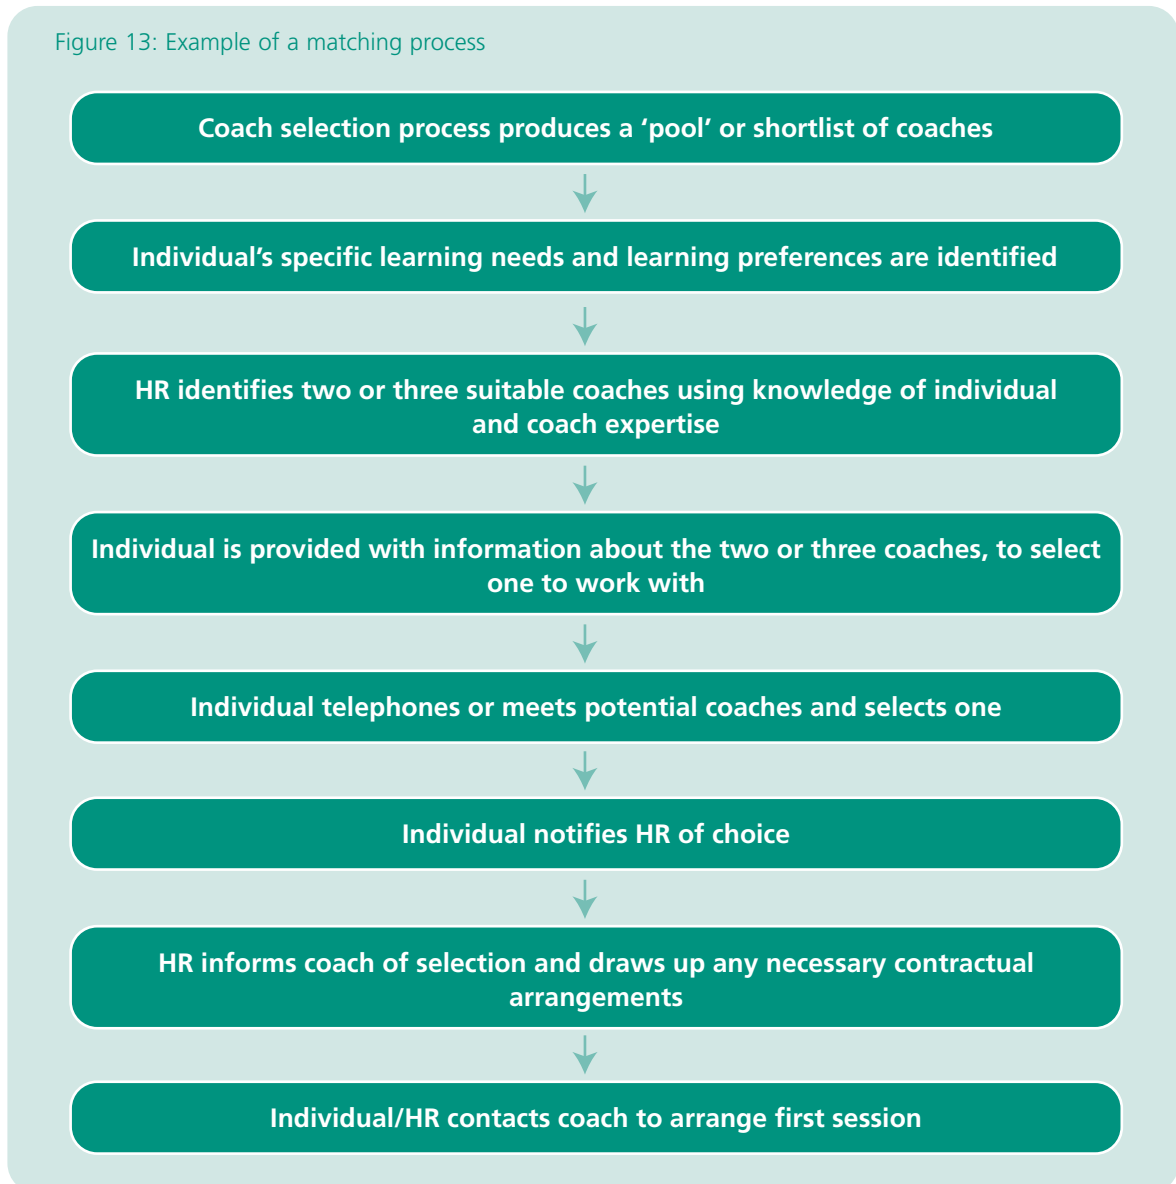 Figure 13: Example of a matching process
Coach selection process produces a ‘pool’ or shortlist of coaches
Individual’s specific learning needs and learning preferences are identified
HR identifies two or three suitable coaches using knowledge of individual
and coach expertise
Individual is provided with information about the two or three coaches, to select
one to work with
Individual telephones or meets potential coaches and selects one
Individual notifies HR of choice
HR informs coach of selection and draws up any necessary contractual
arrangements
Individual/HR contacts coach to arrange first session